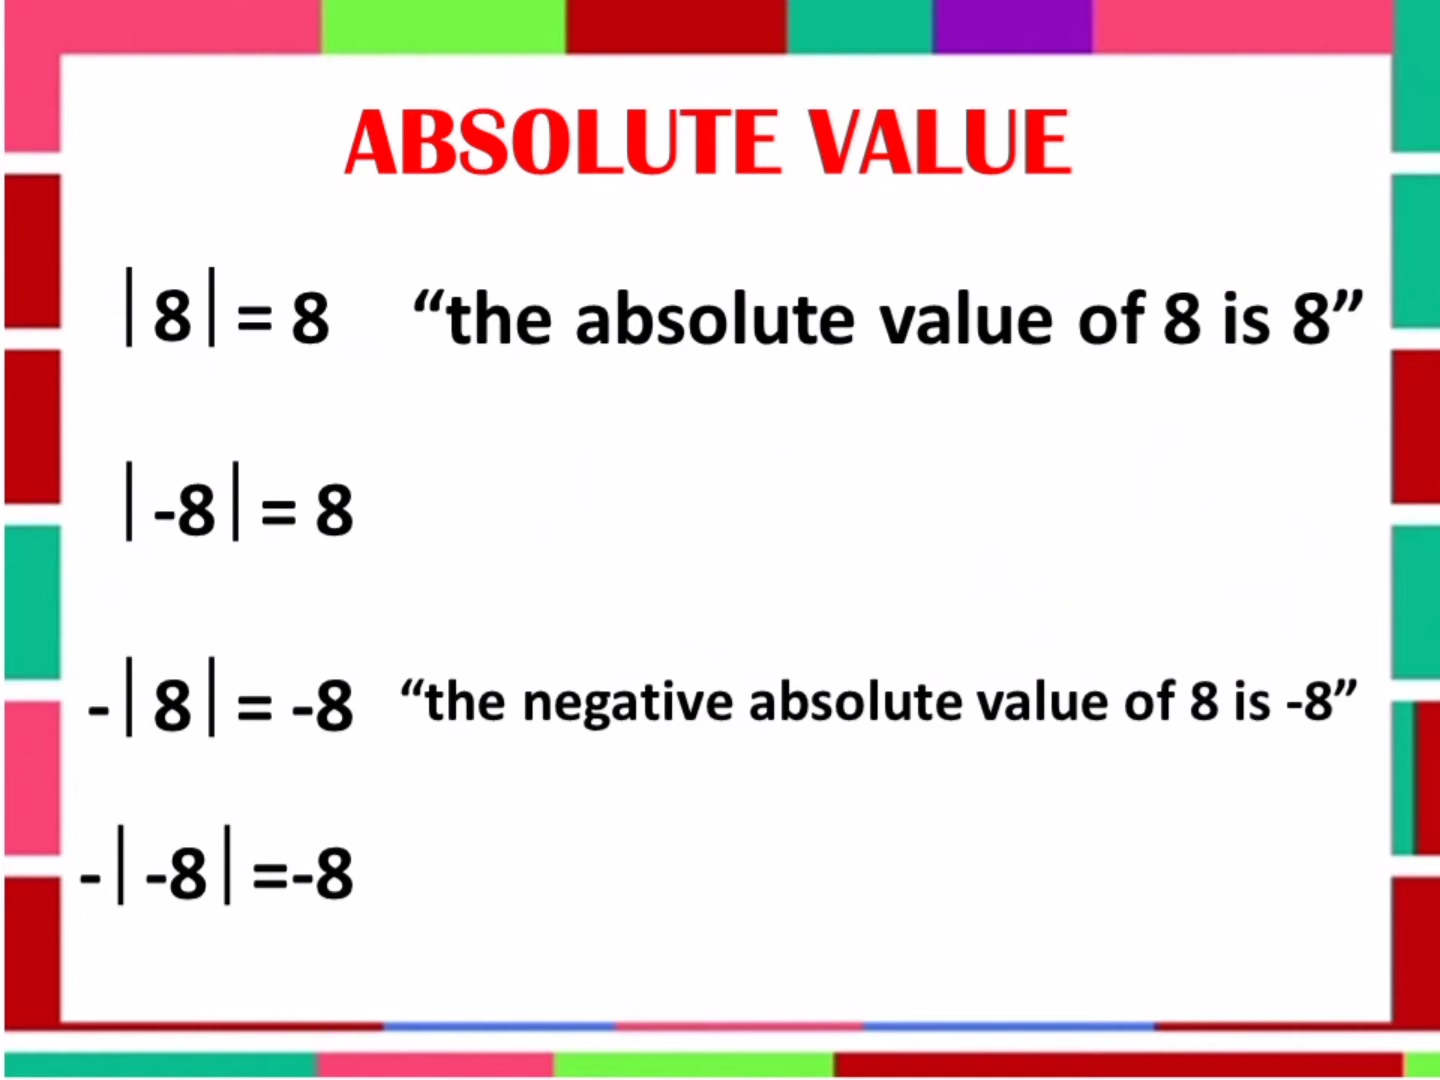 ABSOLUTE VALUE
|8| = 8 “the absolute value of 8 is 8”
|-8| = 8
-|8| = -8 “the negative absolute value of 8 is -8”
-|-8| =-8